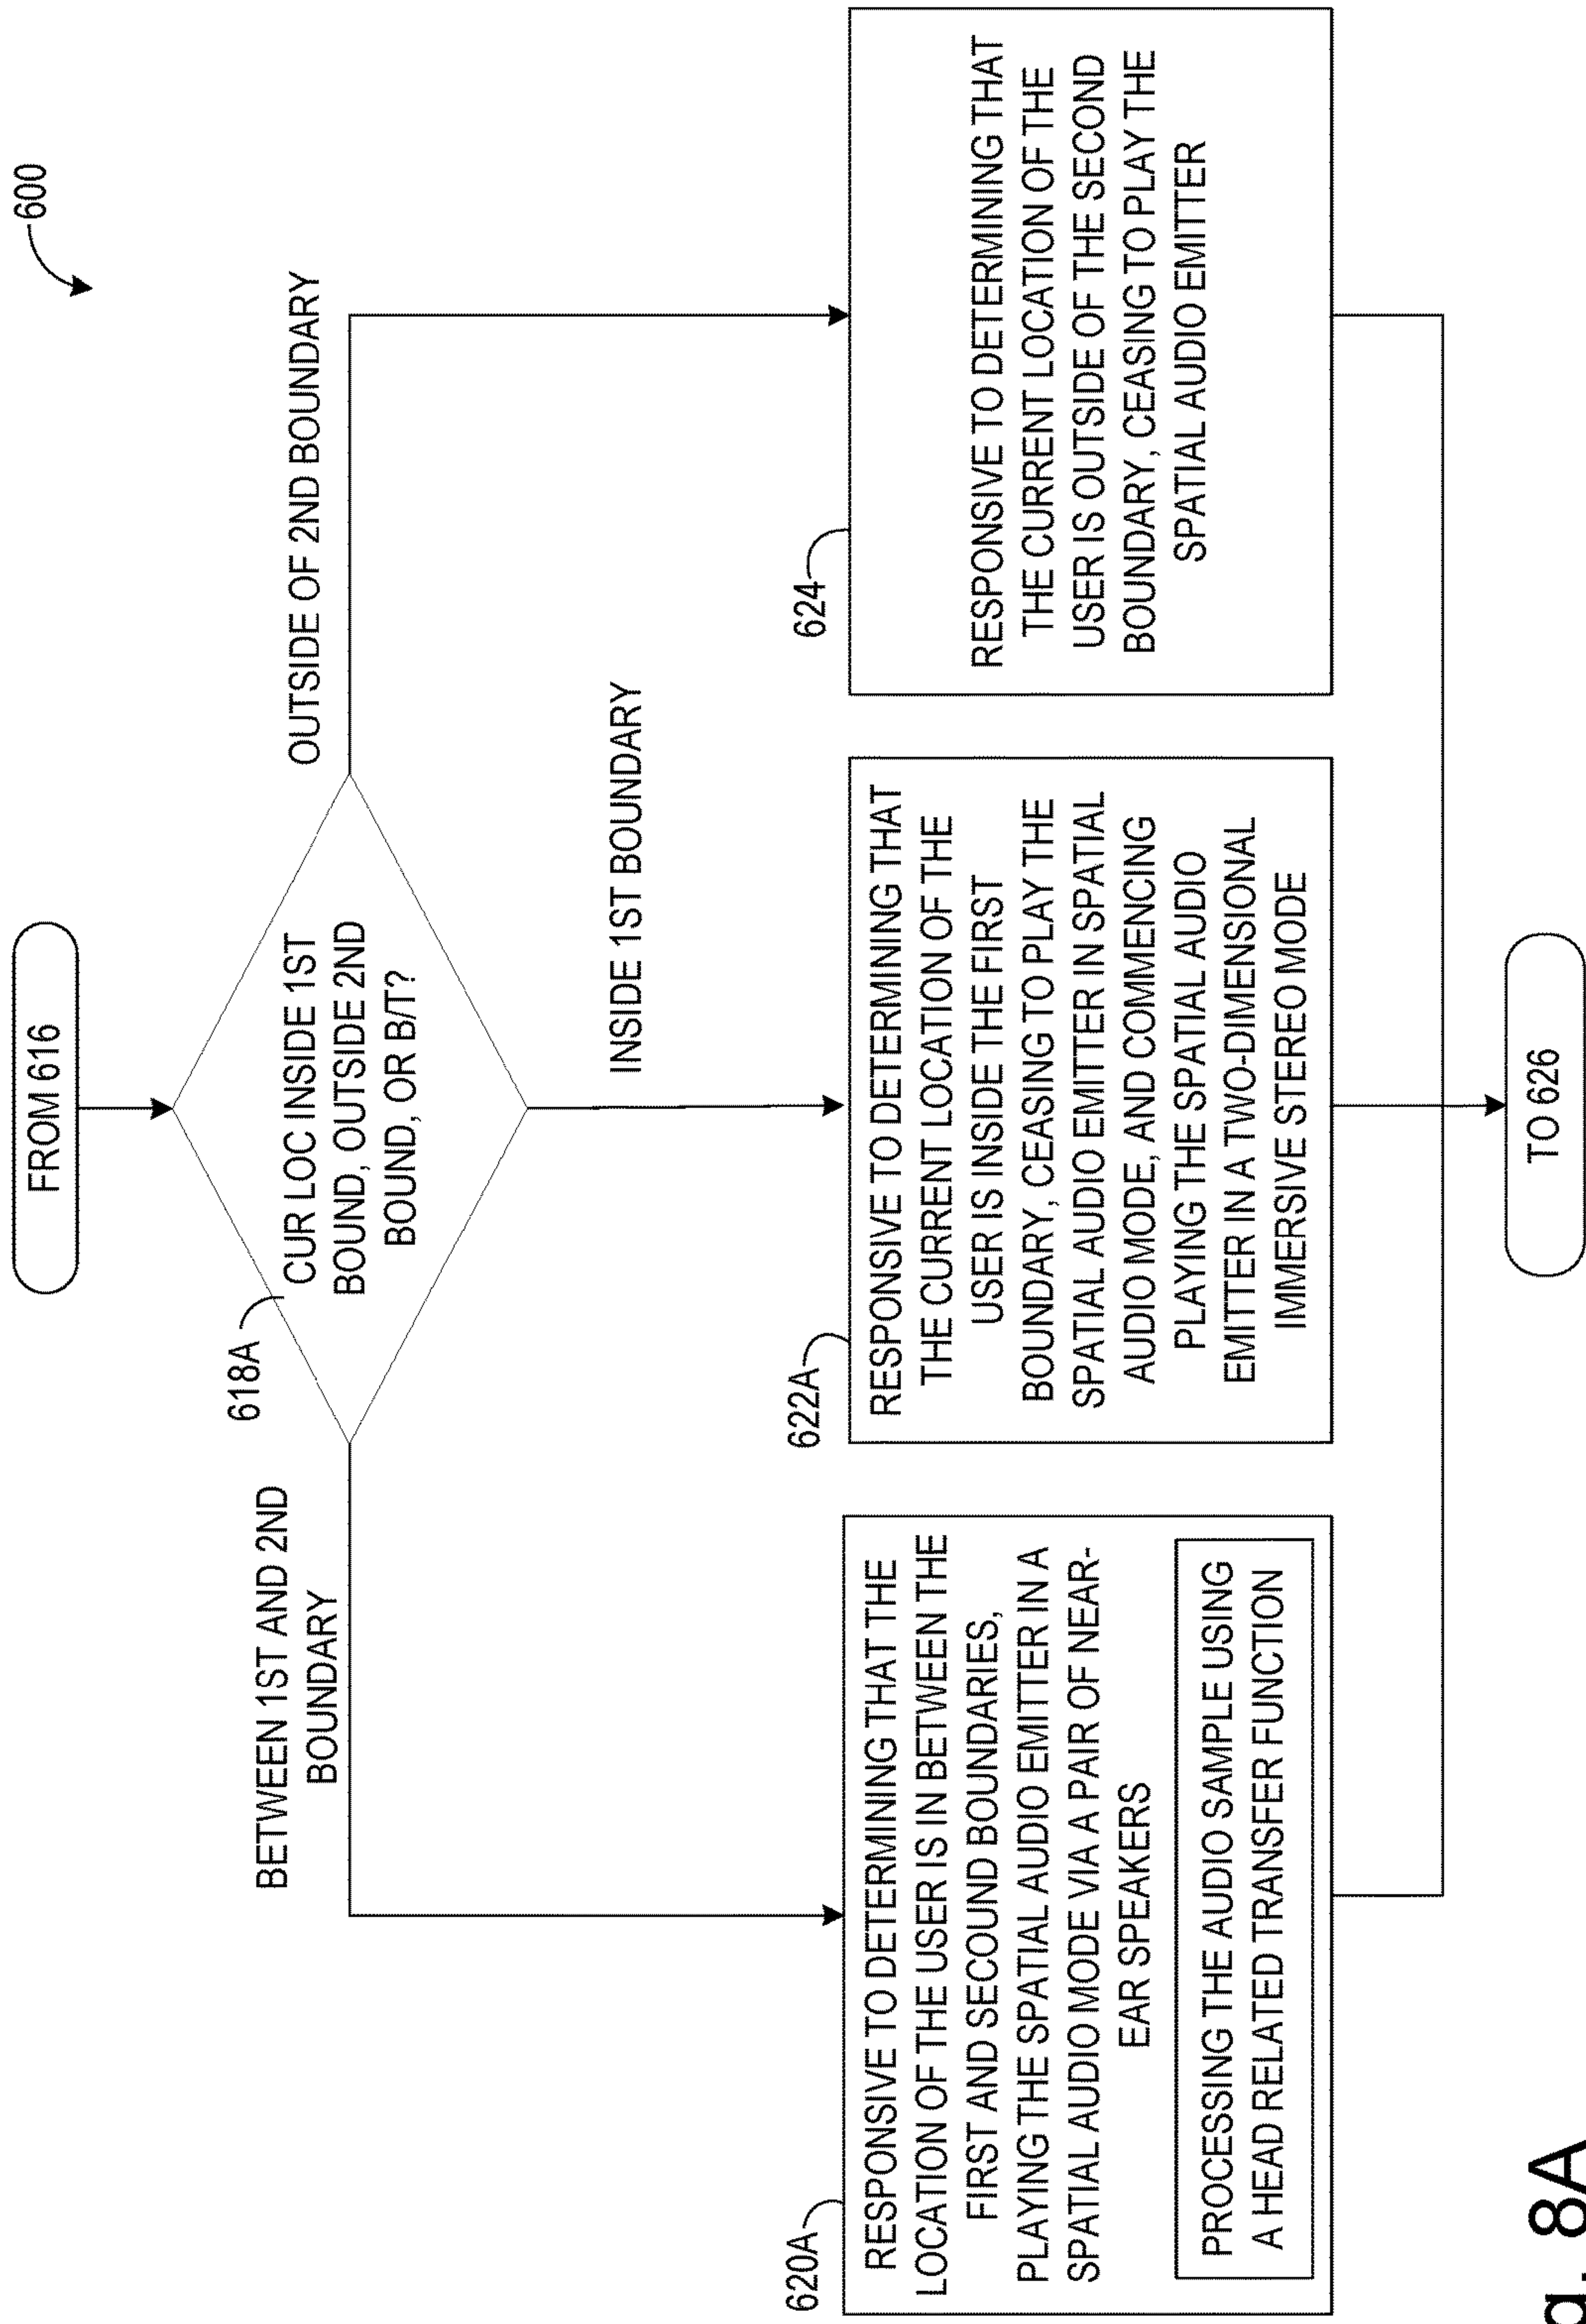 600
FROM 616
618A
CUR LOC INSIDE 1ST
BOUND, OUTSIDE 2ND
BOUND, OR B/T?
BETWEEN 1ST AND 2ND
BOUNDARY
INSIDE 1ST BOUNDARY
OUTSIDE OF 2ND BOUNDARY
620A
RESPONSIVE TO DETERMINING THAT THE
LOCATION OF THE USER IS IN BETWEEN THE
FIRST AND SECOUND BOUNDARIES,
PLAYING THE SPATIAL AUDIO EMITTER IN A
SPATIAL AUDIO MODE VIA A PAIR OF NEAR-
EAR SPEAKERS
PROCESSING THE AUDIO SAMPLE USING
A HEAD RELATED TRANSFER FUNCTION
622A
RESPONSIVE TO DETERMINING THAT
THE CURRENT LOCATION OF THE
USER IS INSIDE THE FIRST
BOUNDARY, CEASING TO PLAY THE
SPATIAL AUDIO EMITTER IN SPATIAL
AUDIO MODE, AND COMMENCING
PLAYING THE SPATIAL AUDIO
EMITTER IN A TWO-DIMENSIONAL
IMMERSIVE STEREO MODE
624
RESPONSIVE TO DETERMINING THAT
THE CURRENT LOCATION OF THE
USER IS OUTSIDE OF THE SECOND
BOUNDARY, CEASING TO PLAY THE
SPATIAL AUDIO EMITTER
TO 626
g. 8A